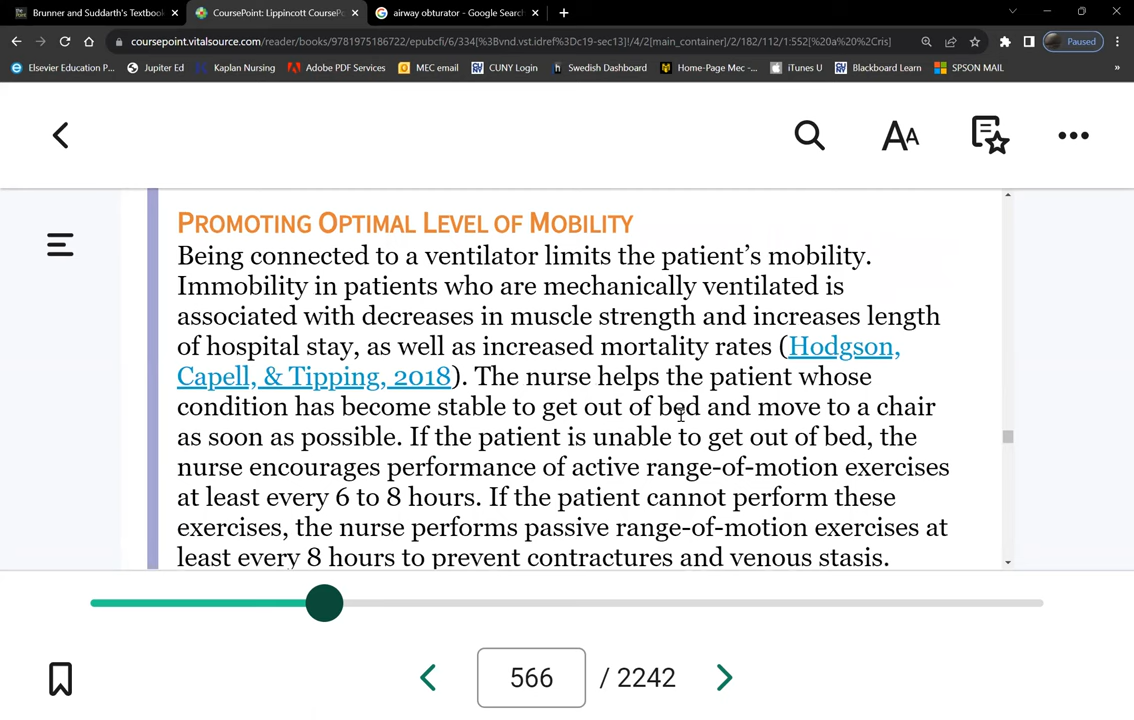 Brunner and Suddarth's Textbook
CoursePoint: Lippincott CoursePo
airway obturator - Google Search
coursepoint.vitalsource.com/reader/books/9781975186722/epubcfi/6/334[%3Bvnd.vst.idref%3Dc19-sec13]!/4/2[main_container]/2/182/112/1:552[%20a%20%2Cris]
Paused
Elsevier Education P... Jupiter Ed Kaplan Nursing Adobe PDF Services MEC email CUNY Login Swedish Dashboard Home-Page Mec -... iTunes U Blackboard Learn SPSON MAIL »
AA
PROMOTING OPTIMAL LEVEL OF MOBILITY
Being connected to a ventilator limits the patient's mobility.
Immobility in patients who are mechanically ventilated is
associated with decreases in muscle strength and increases length
of hospital stay, as well as increased mortality rates (Hodgson,
Capell, & Tipping, 2018). The nurse helps the patient whose
condition has become stable to get out of bed and move to a chair
as soon as possible. If the patient is unable to get out of bed, the
nurse encourages performance of active range-of-motion exercises
at least every 6 to 8 hours. If the patient cannot perform these
exercises, the nurse performs passive range-of-motion exercises at
least every 8 hours to prevent contractures and venous stasis.
566 / 2242